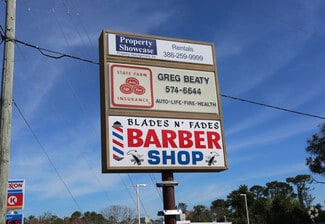 Property
Showcase
Rentals
386-259-9999
STATE FARM
INSURANCE
GREG BEATY
574-6644
AUTO-LIFE-FIRE-HEALTH
BLADES N' FADES
BARBER
SHOP
EXON
K